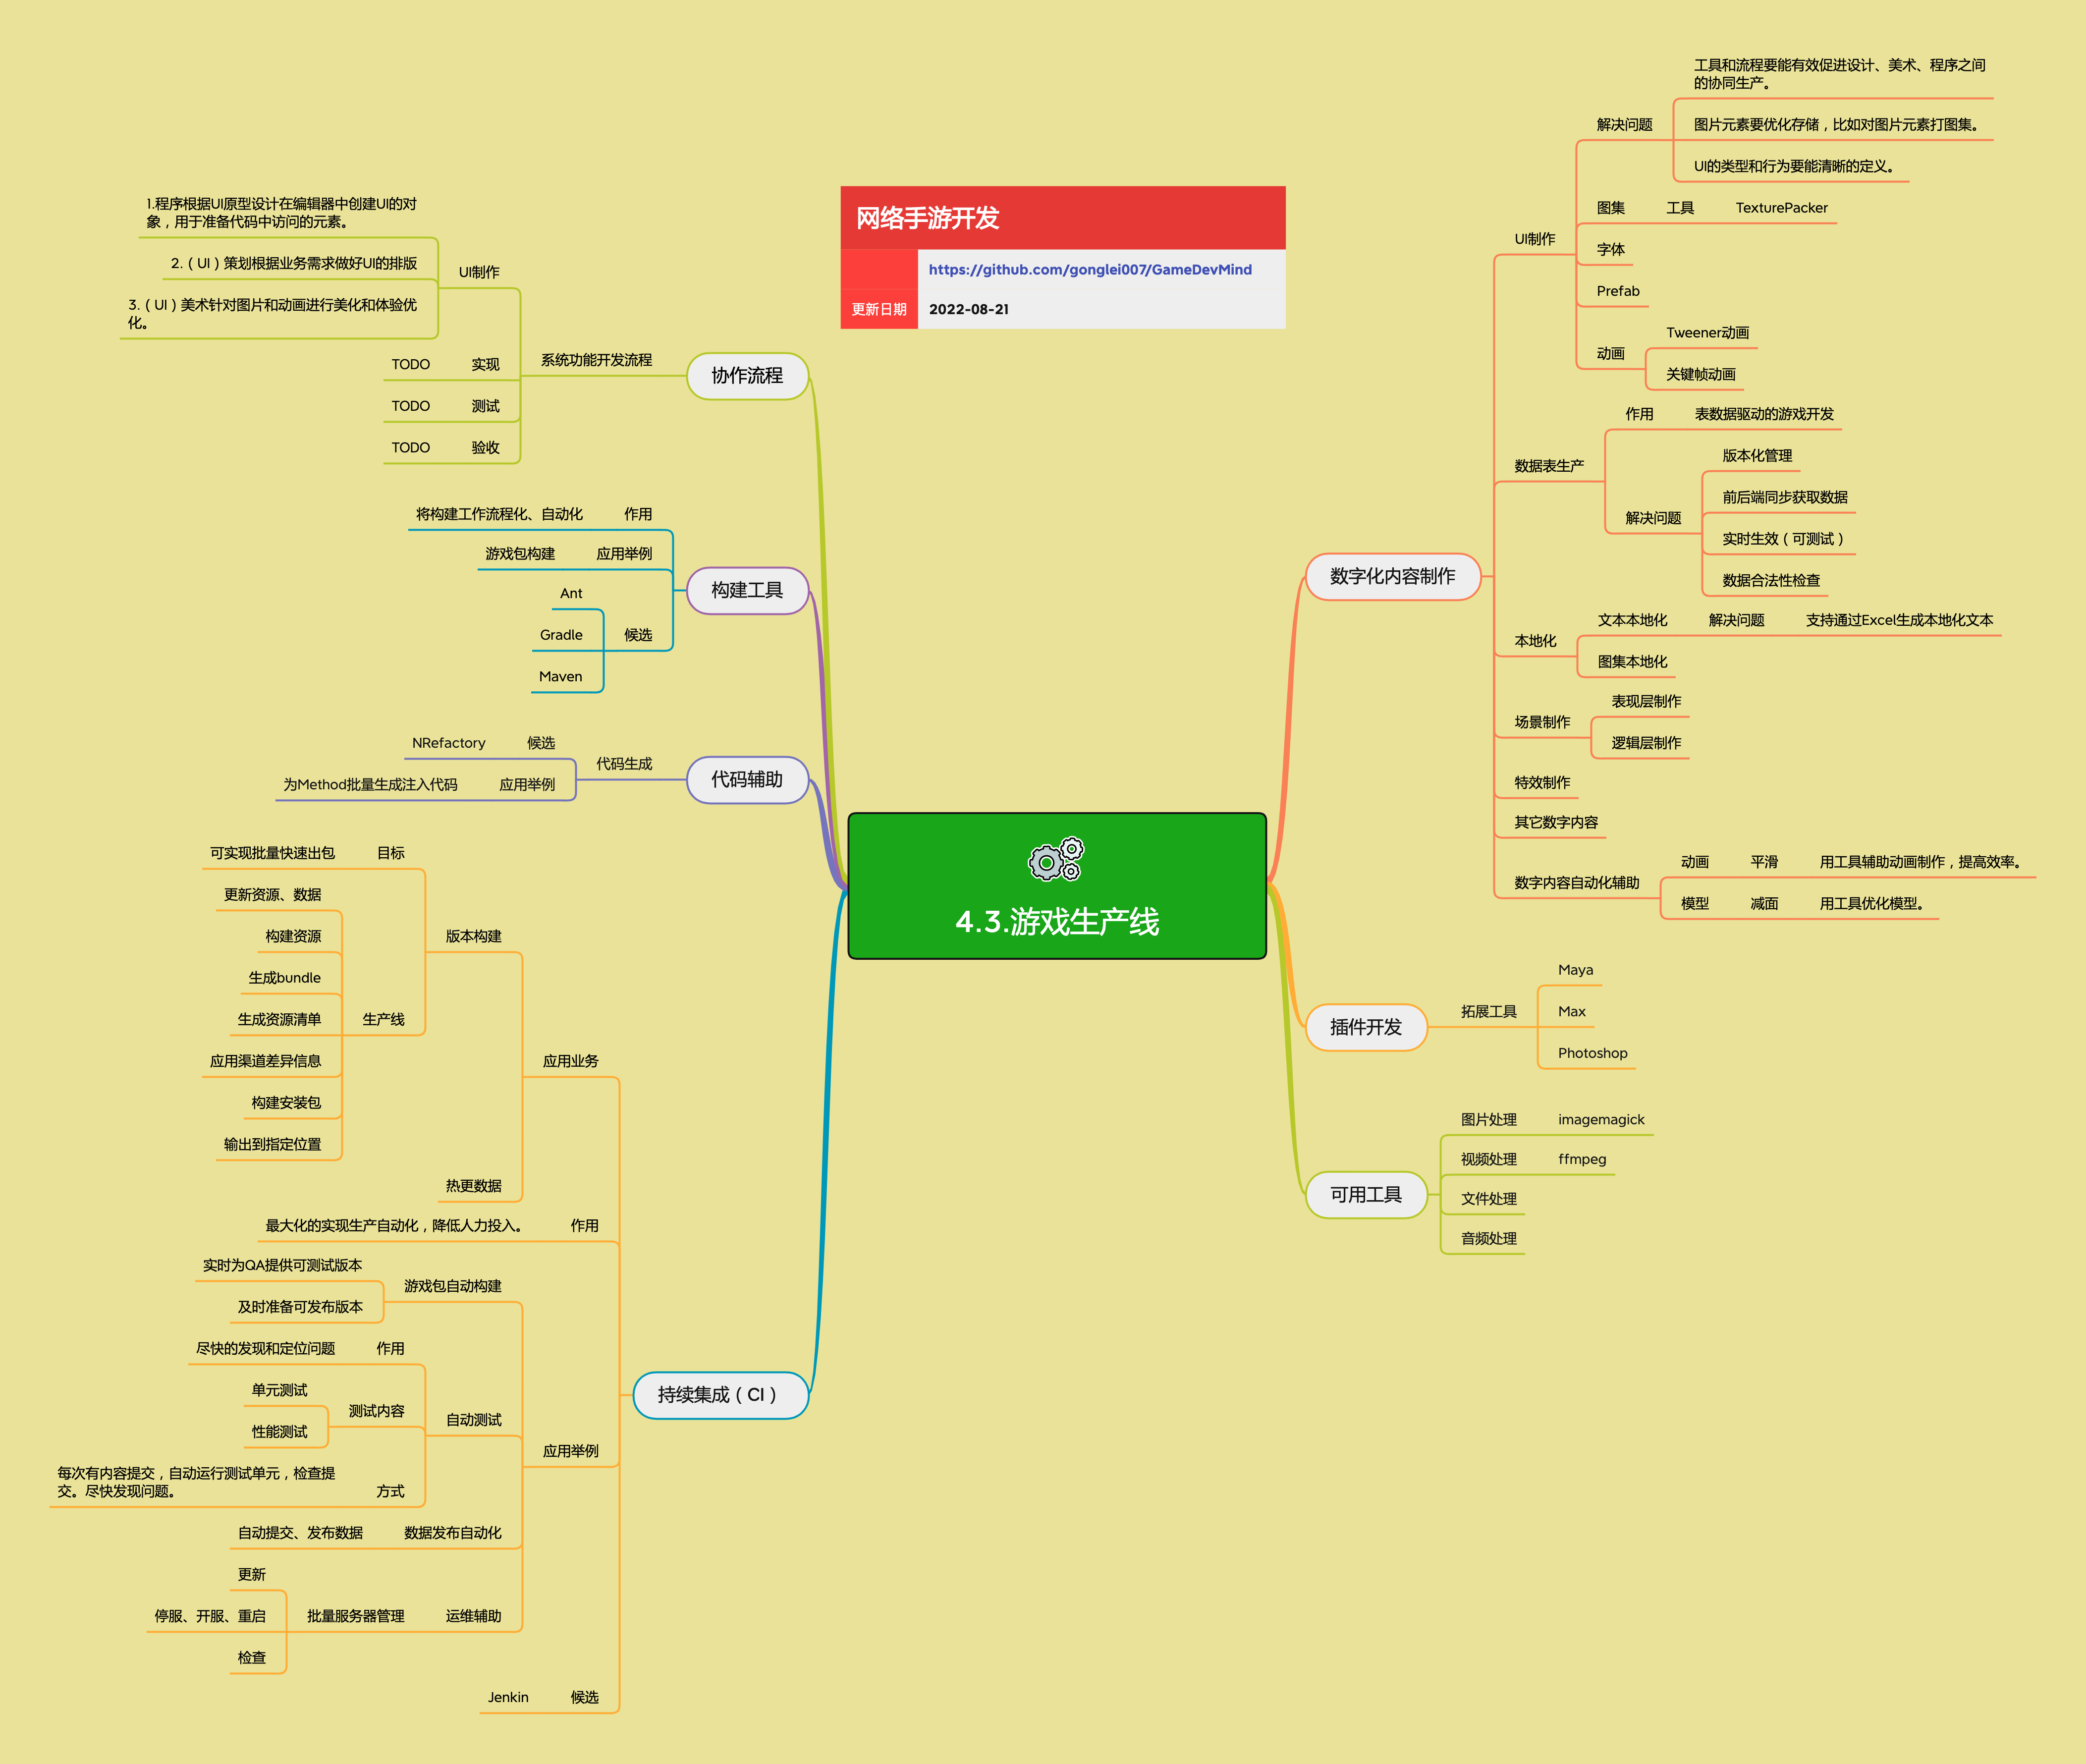 网络手游开发
https://github.com/gonglei007/GameDevMind
更新日期
2022-08-21
4.3.游戏生产线
协作流程
系统功能开发流程
UI制作
1.程序根据UI原型设计在编辑器中创建UI的对
象，用于准备代码中访问的元素。
2.（UI）策划根据业务需求做好UI的排版
3.（UI）美术针对图片和动画进行美化和体验优
化。
TODO 实现
TODO 测试
TODO 验收
构建工具
将构建工作流程化、自动化 作用
游戏包构建 应用举例
候选
Ant
Gradle
Maven
代码辅助
代码生成
NRefactory 候选
为Method批量生成注入代码 应用举例
持续集成（CI）
应用业务
版本构建
可实现批量快速出包 目标
生产线
更新资源、数据
构建资源
生成bundle
生成资源清单
应用渠道差异信息
构建安装包
输出到指定位置
热更数据
最大化的实现生产自动化，降低人力投入。 作用
应用举例
游戏包自动构建
实时为QA提供可测试版本
及时准备可发布版本
自动测试
尽快的发现和定位问题 作用
测试内容
单元测试
性能测试
方式
每次有内容提交，自动运行测试单元，检查提
交。尽快发现问题。
自动提交、发布数据 数据发布自动化
批量服务器管理 运维辅助
更新
停服、开服、重启
检查
Jenkin 候选
数字化内容制作
UI制作
解决问题
工具和流程要能有效促进设计、美术、程序之间
的协同生产。
图片元素要优化存储，比如对图片元素打图集。
UI的类型和行为要能清晰的定义。
图集 工具 TexturePacker
字体
Prefab
动画
Tweener动画
关键帧动画
数据表生产
作用 表数据驱动的游戏开发
解决问题
版本化管理
前后端同步获取数据
实时生效（可测试）
数据合法性检查
本地化
文本本地化 解决问题 支持通过Excel生成本地化文本
图集本地化
场景制作
表现层制作
逻辑层制作
特效制作
其它数字内容
数字内容自动化辅助
动画 平滑 用工具辅助动画制作，提高效率。
模型 减面 用工具优化模型。
插件开发
拓展工具
Maya
Max
Photoshop
可用工具
图片处理 imagemagick
视频处理 ffmpeg
文件处理
音频处理